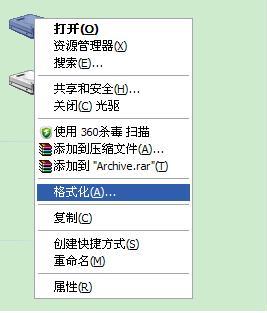 打开(O)
资源管理器(X)
搜索(E)...
共享和安全(H)...
关闭(C) 光驱
使用 360杀毒 扫描
添加到压缩文件(A)...
添加到 "Archive.rar"(T)
格式化(A)...
复制(C)
创建快捷方式(S)
重命名(M)
属性(R)